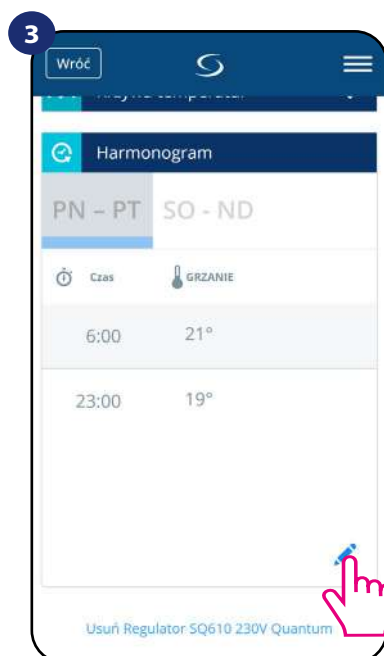 3
Wróć
Harmonogram
PN – PT SO - ND
Czas GRZANIE
6:00 21°
23:00 19°
Usuń Regulator SQ610 230V Quantum